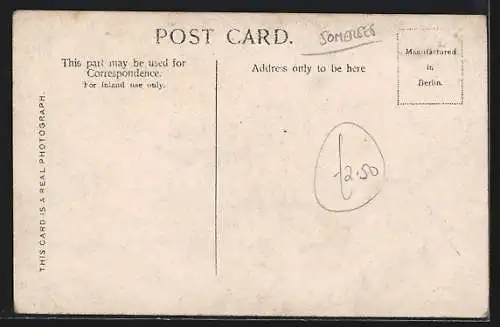 POST CARD.
SOMERSET
This part may be used for
Correspondence.
For inland use only.
Address only to be here
Manufactured
in
Berlin.
THIS CARD IS A REAL PHOTOGRAPH.
£2.50